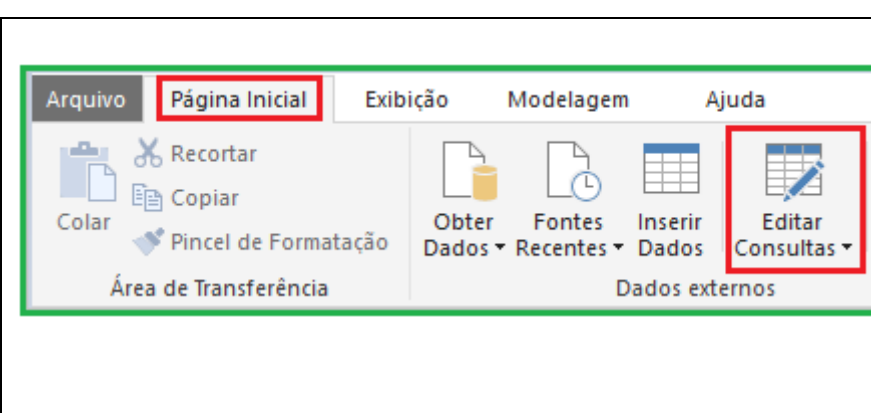 Arquivo Página Inicial Exibição Modelagem Ajuda
Colar
Recortar
Copiar
Pincel de Formatação
Área de Transferência
Obter
Dados
Fontes
Recentes
Inserir
Dados
Editar
Consultas
Dados externos